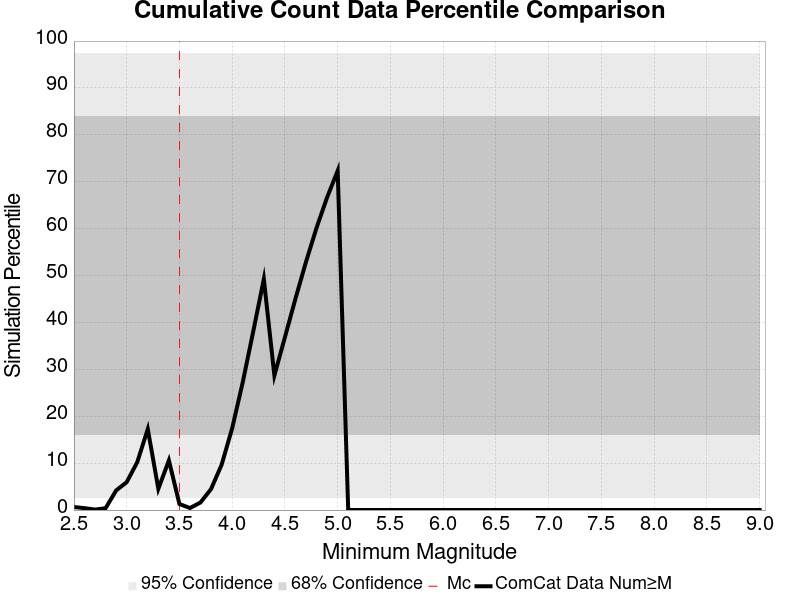 Cumulative Count Data Percentile Comparison
100
90
80
70
60
50
40
30
20
10
0
Simulation Percentile
2.5 3.0 3.5 4.0 4.5 5.0 5.5 6.0 6.5 7.0 7.5 8.0 8.5 9.0
Minimum Magnitude
95% Confidence 68% Confidence Mc ComCat Data Num≥M